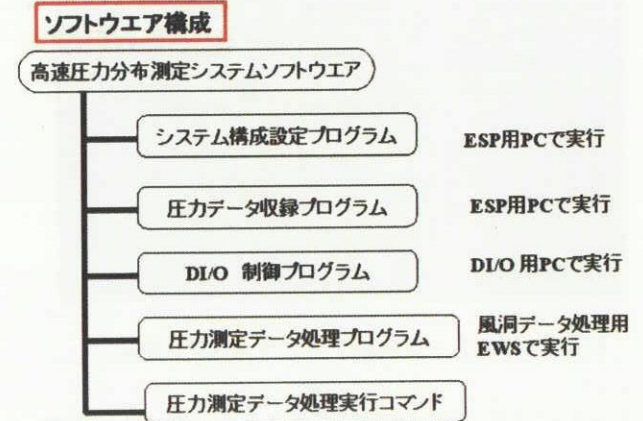 ソフトウエア構成
高速圧力分布測定システムソフトウエア
システム構成設定プログラム
ESP用PCで実行
圧力データ収録プログラム
ESP用PCで実行
DI/O 制御プログラム
DI/O 用PCで実行
圧力測定データ処理プログラム
風洞データ処理用
EWSで実行
圧力測定データ処理実行コマンド